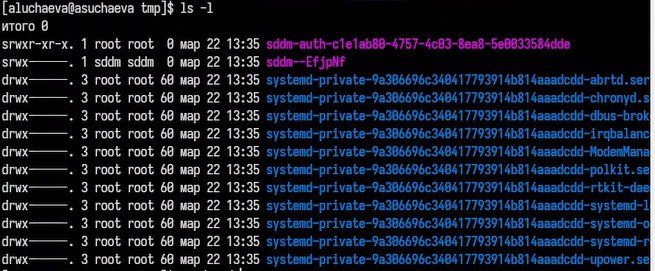 [aluchaeva@asuchaeva tmp]$ ls -l
итого 0
srwxr-xr-x. 1 root root  0 мар 22 13:35 sddm-auth-c1e1ab80-4757-4c03-8ea8-5e0033584dde
srwx------. 1 sddm sddm  0 мар 22 13:35 sddm--EfjpNf
drwx------. 3 root root 60 мар 22 13:35 systemd-private-9a306696c340417793914b814aaadcdd-abrtd.ser
drwx------. 3 root root 60 мар 22 13:35 systemd-private-9a306696c340417793914b814aaadcdd-chronyd.s
drwx------. 3 root root 60 мар 22 13:35 systemd-private-9a306696c340417793914b814aaadcdd-dbus-brok
drwx------. 3 root root 60 мар 22 13:35 systemd-private-9a306696c340417793914b814aaadcdd-irqbalanc
drwx------. 3 root root 60 мар 22 13:35 systemd-private-9a306696c340417793914b814aaadcdd-ModemMana
drwx------. 3 root root 60 мар 22 13:35 systemd-private-9a306696c340417793914b814aaadcdd-polkit.se
drwx------. 3 root root 60 мар 22 13:35 systemd-private-9a306696c340417793914b814aaadcdd-rtkit-dae
drwx------. 3 root root 60 мар 22 13:35 systemd-private-9a306696c340417793914b814aaadcdd-systemd-l
drwx------. 3 root root 60 мар 22 13:35 systemd-private-9a306696c340417793914b814aaadcdd-systemd-o
drwx------. 3 root root 60 мар 22 13:35 systemd-private-9a306696c340417793914b814aaadcdd-systemd-r
drwx------. 3 root root 60 мар 22 13:35 systemd-private-9a306696c340417793914b814aaadcdd-upower.se